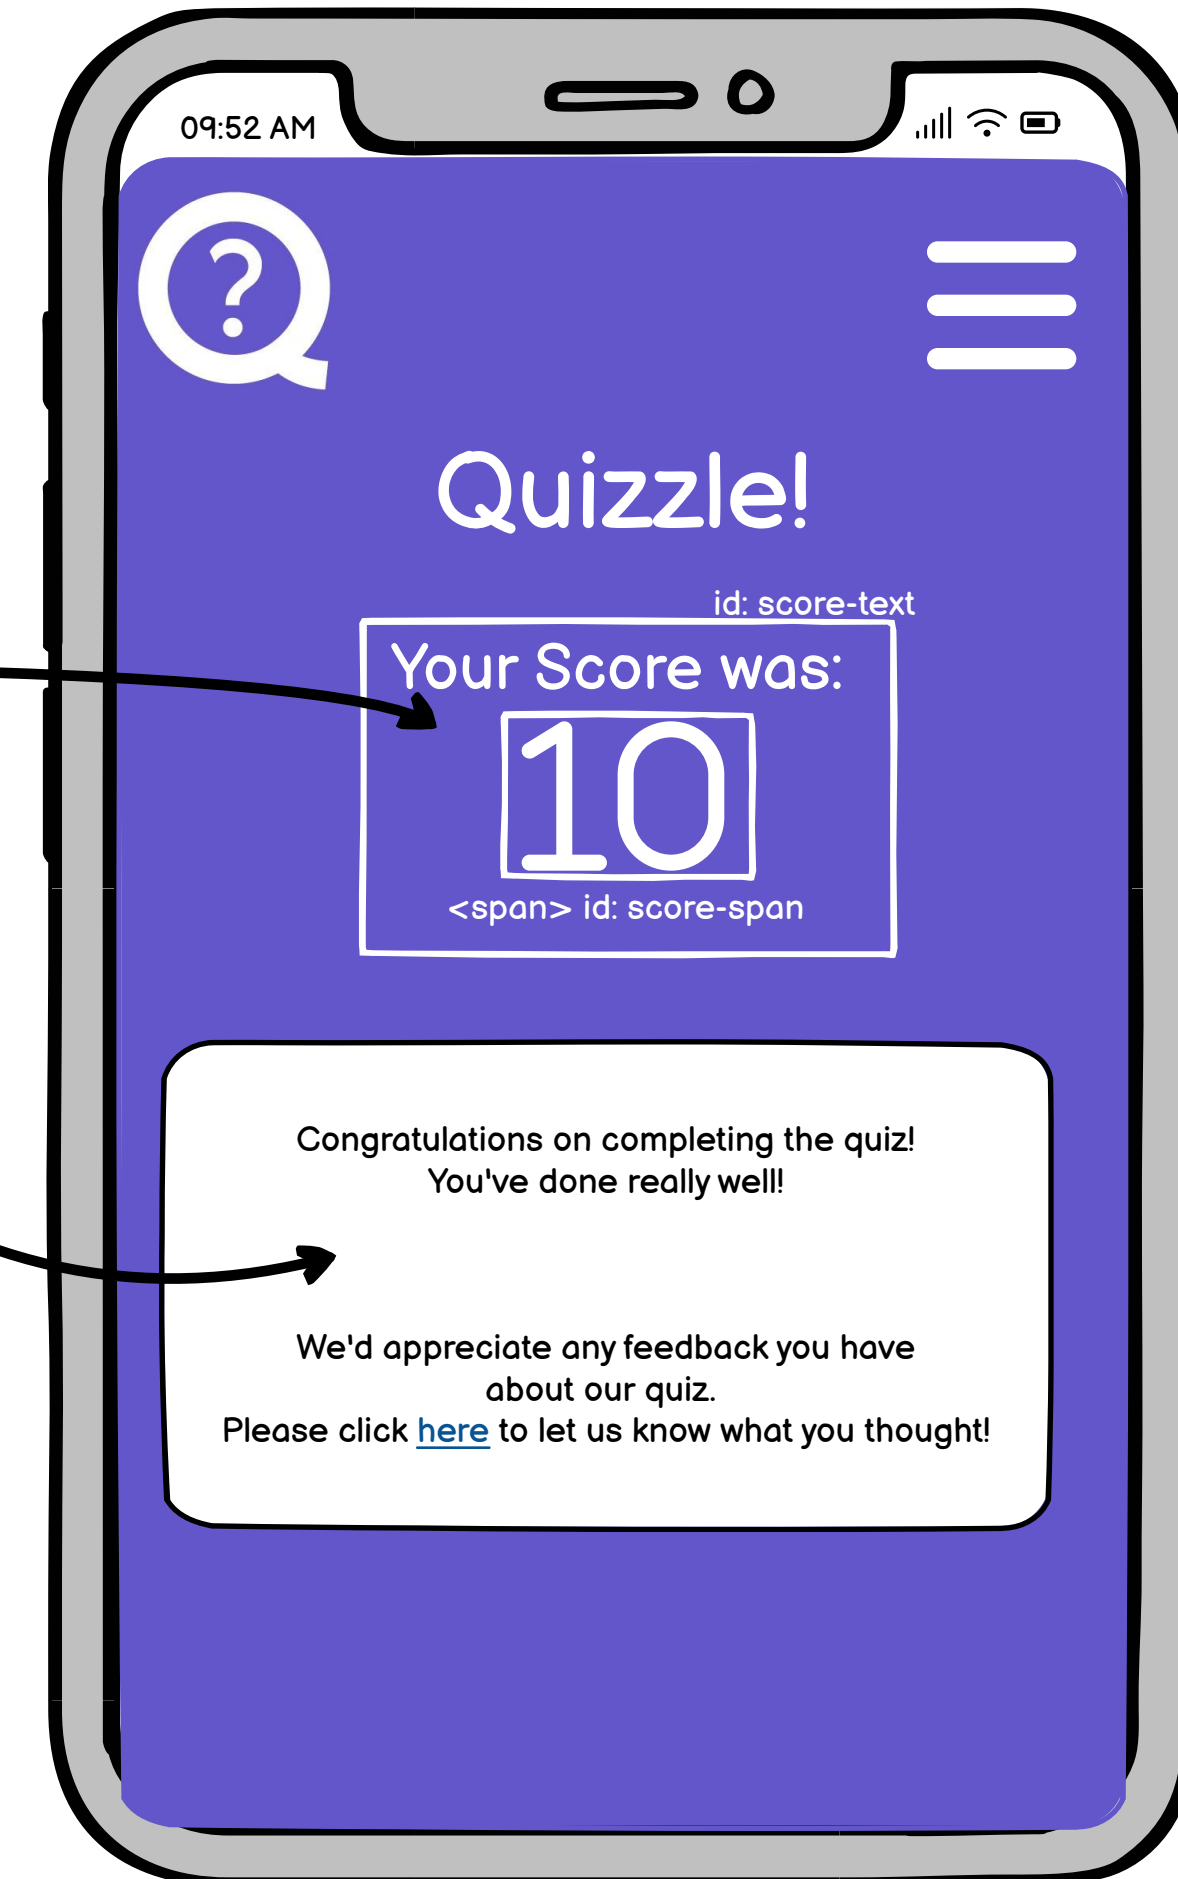 09:52 AM
Q?
Quizzle!
id: score-text
Your Score was:
10
<span> id: score-span
Congratulations on completing the quiz!
You've done really well!
We'd appreciate any feedback you have
about our quiz.
Please click here to let us know what you thought!